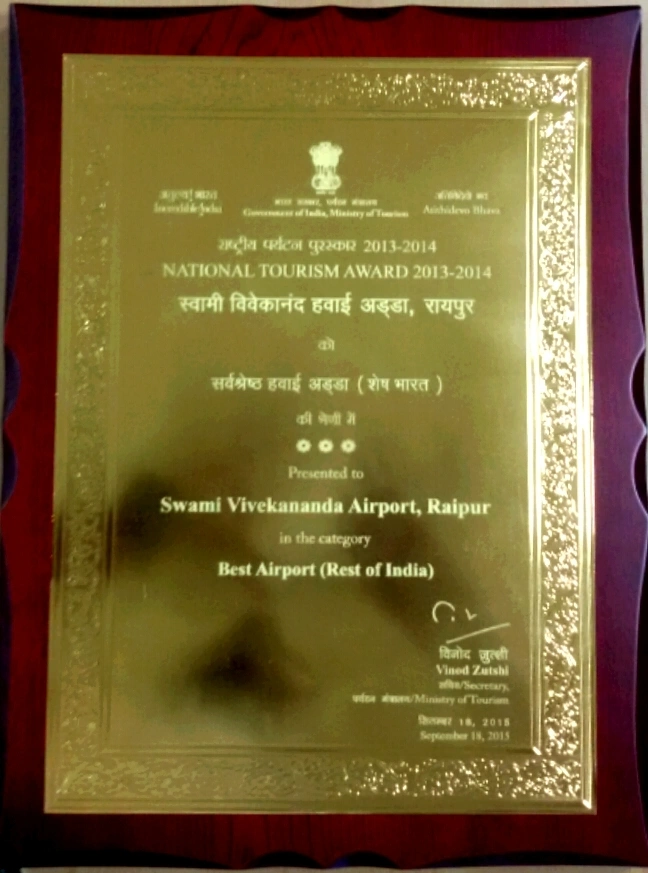 अतुल्य! भारत
Incredible India
भारत सरकार, पर्यटन मंत्रालय
Government of India, Ministry of Tourism
अतिथिदेवो भव
Atithidevo Bhava
राष्ट्रीय पर्यटन पुरस्कार 2013-2014
NATIONAL TOURISM AWARD 2013-2014
स्वामी विवेकानंद हवाई अड्डा, रायपुर
को
सर्वश्रेष्ठ हवाई अड्डा ( शेष भारत )
की श्रेणी में
Presented to
Swami Vivekananda Airport, Raipur
in the category
Best Airport (Rest of India)
विनोद जुत्शी
Vinod Zutshi
सचिव/Secretary,
पर्यटन मंत्रालय/Ministry of Tourism
सितम्बर 18, 2015
September 18, 2015